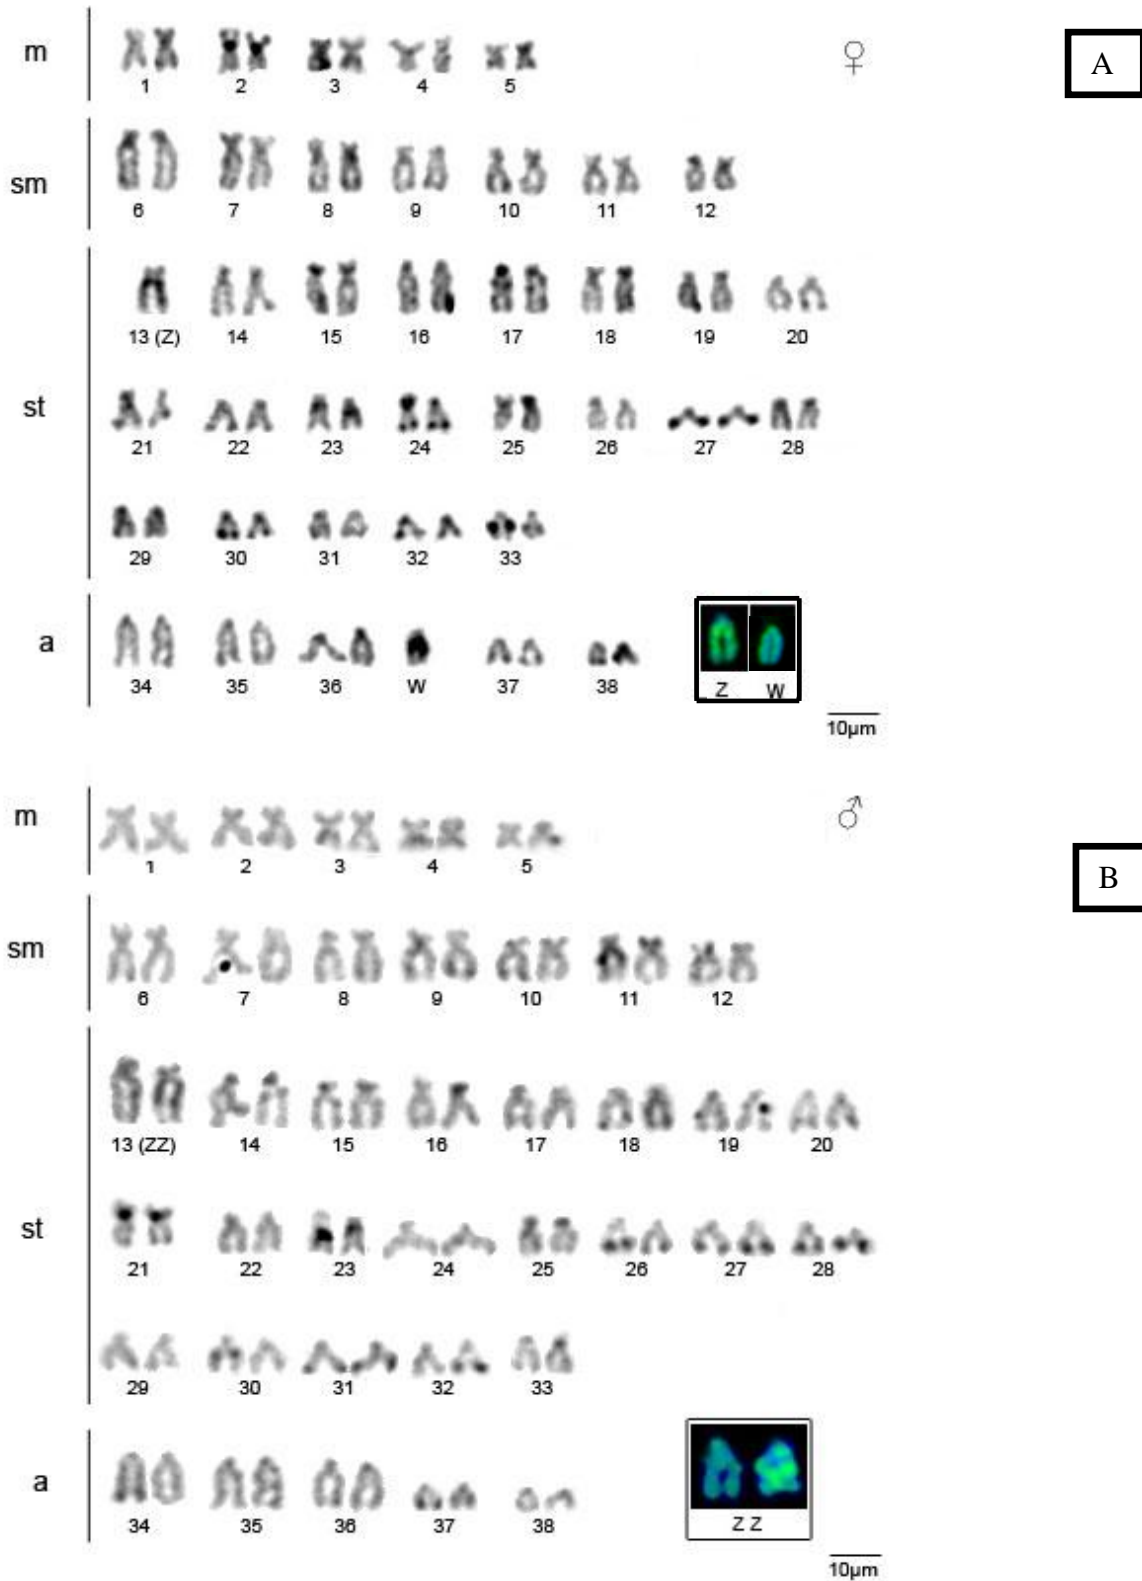 m ♀ A
1 2 3 4 5
sm
6 7 8 9 10 11 12
13 (Z) 14 15 16 17 18 19 20
st
21 22 23 24 25 26 27 28
29 30 31 32 33
a
34 35 36 W 37 38
Z W
10µm
m ♂
1 2 3 4 5
B
sm
6 7 8 9 10 11 12
13 (ZZ) 14 15 16 17 18 19 20
st
21 22 23 24 25 26 27 28
29 30 31 32 33
a
34 35 36 37 38
Z Z
10µm